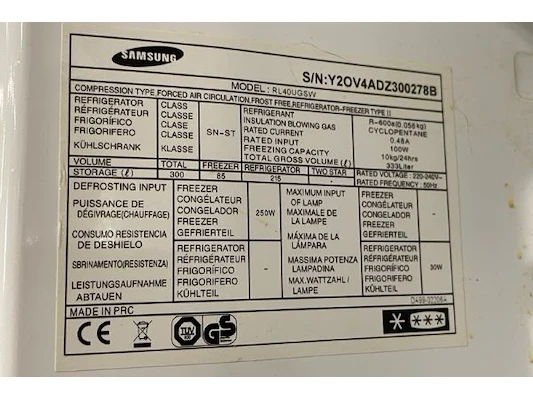 SAMSUNG
S/N:Y2OV4ADZ300278B
MODEL : RL40UGSW
COMPRESSION TYPE,FORCED AIR CIRCULATION,FROST FREE,REFRIGERATOR-FREEZER TYPE I)
REFRIGERATOR CLASS
RÉFRIGÉRATEUR CLASSE
FRIGORÍFICO CLASE
FRIGORIFERO CLASSE
KÜHLSCHRANK KLASSE
SN-ST
REFRIGERANT R-600a(0.058kg)
INSULATION BLOWING GAS CYCLOPENTANE
RATED CURRENT 0.48A
RATED INPUT 100W
FREEZING CAPACITY 10kg/24hrs
TOTAL GROSS VOLUME (ℓ) 333Liter
VOLUME TOTAL FREEZER REFRIGERATOR TWO STAR RATED VOLTAGE : 220-240V~
STORAGE (ℓ) 300 85 215 - RATED FREQUENCY : 50Hz
DEFROSTING INPUT
PUISSANCE DE
DÉGIVRAGE(CHAUFFAGE)
CONSUMO RESISTENCIA
DE DESHIELO
SBRINAMENTO(RESISTENZA)
LEISTUNGSAUFNAHME
ABTAUEN
FREEZER
CONGÉLATEUR
CONGELADOR
FREEZER
GEFRIERTEIL
250W
REFRIGERATOR
RÉFRIGÉRATEUR
FRIGORÍFICO
FRIGORIFERO
KÜHLTEIL
-
MAXIMUM INPUT
OF LAMP
MAXIMALE DE
LA LAMPE
MÁXIMA DE LA
LÁMPARA
MASSIMA POTENZA
LAMPADINA
MAX.WATTZAHL /
LAMPE
FREEZER
CONGÉLATEUR
CONGELADOR
FREEZER
GEFRIERTEIL
-
REFRIGERATOR
RÉFRIGÉRATEUR
FRIGORÍFICO
FRIGORIFERO
KÜHLTEIL
30W
MADE IN PRC
CE
TUV
GS